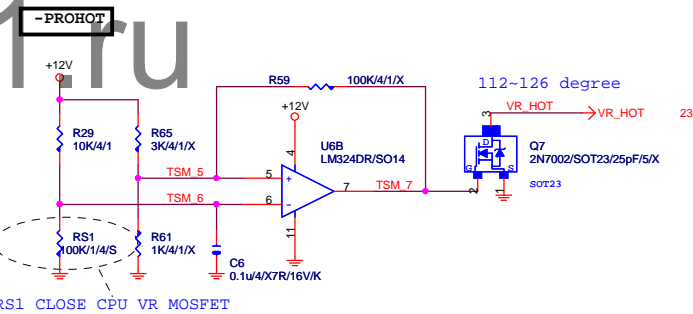 -PROHOT
1.ru
+12V
R59
100K/4/1/X
112~126 degree
+12V
3
VR_HOT
VR_HOT
23
R29
10K/4/1
R65
3K/4/1/X
U6B
LM324DR/SO14
4
D
G
S
Q7
2N7002/SOT23/25pF/5/X
TSM_5
5
+
7
TSM_7
2
1
SOT23
TSM_6
6
-
11
RS1
100K/1/4/S
R61
1K/4/1/X
C6
0.1u/4/X7R/16V/K
RS1 CLOSE CPU VR MOSFET